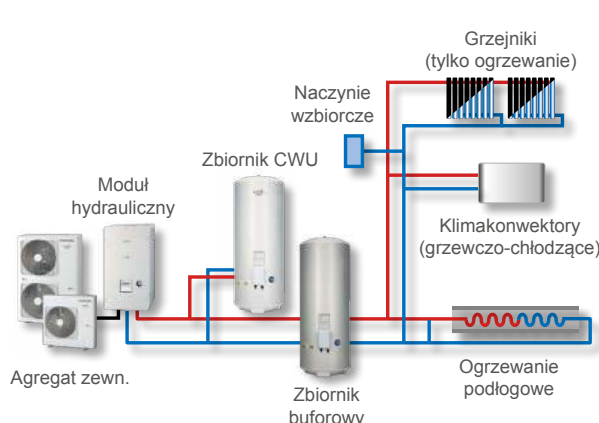 Grzejniki
(tylko ogrzewanie)
Naczynie
wzbiorcze
Zbiornik CWU
Moduł
hydrauliczny
Klimakonwektory
(grzewczo-chłodzące)
Agregat zewn.
Ogrzewanie
podłogowe
Zbiornik
buforowy